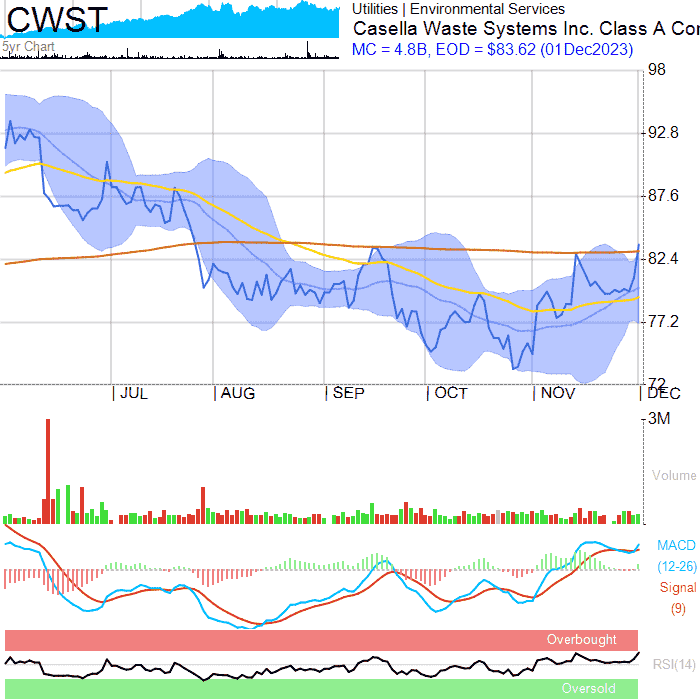 CWST
5yr Chart
Utilities | Environmental Services
Casella Waste Systems Inc. Class A Cor
MC = 4.8B, EOD = $83.62 (01Dec2023)
98
92.8
87.6
82.4
77.2
72
JUL
AUG
SEP
OCT
NOV
DEC
3M
Volume
MACD
(12-26)
Signal
(9)
Overbought
RSI(14)
Oversold